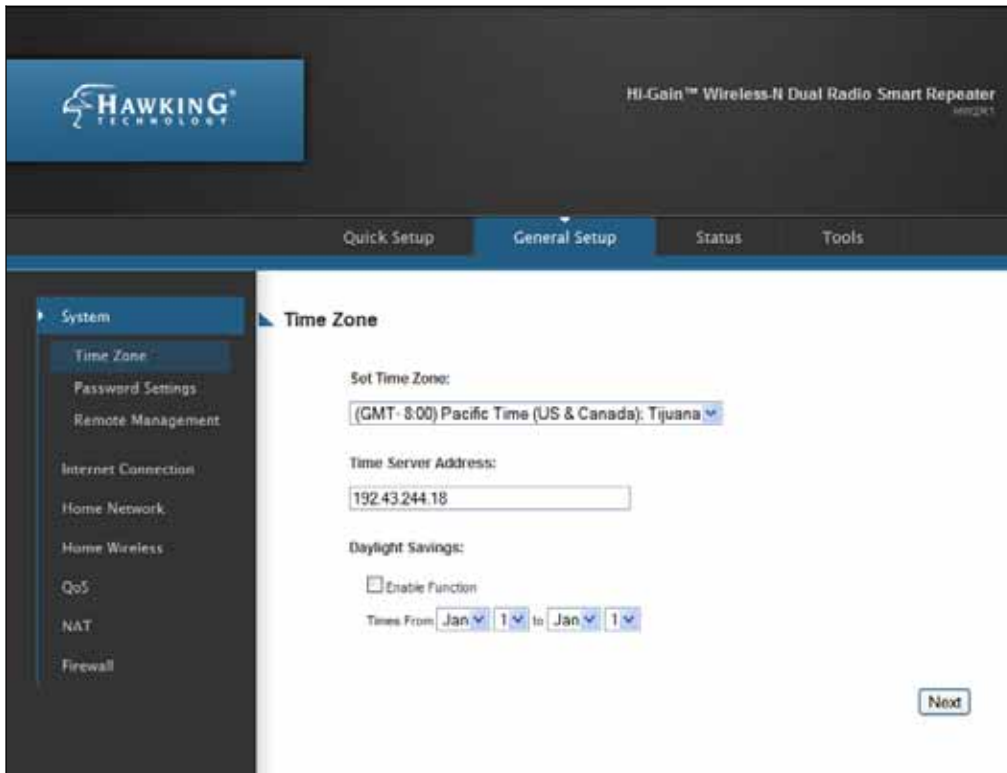 HAWKING®
TECHNOLOGY
Hi-Gain™ Wireless-N Dual Radio Smart Repeater
Quick Setup
General Setup
Status
Tools
System
Time Zone
Password Settings
Remote Management
Internet Connection
Home Network
Home Wireless
QoS
NAT
Firewall
Time Zone
Set Time Zone:
(GMT- 8:00) Pacific Time (US & Canada); Tijuana
Time Server Address:
192.43.244.18
Daylight Savings:
Enable Function
Times From Jan 1 to Jan 1
Next